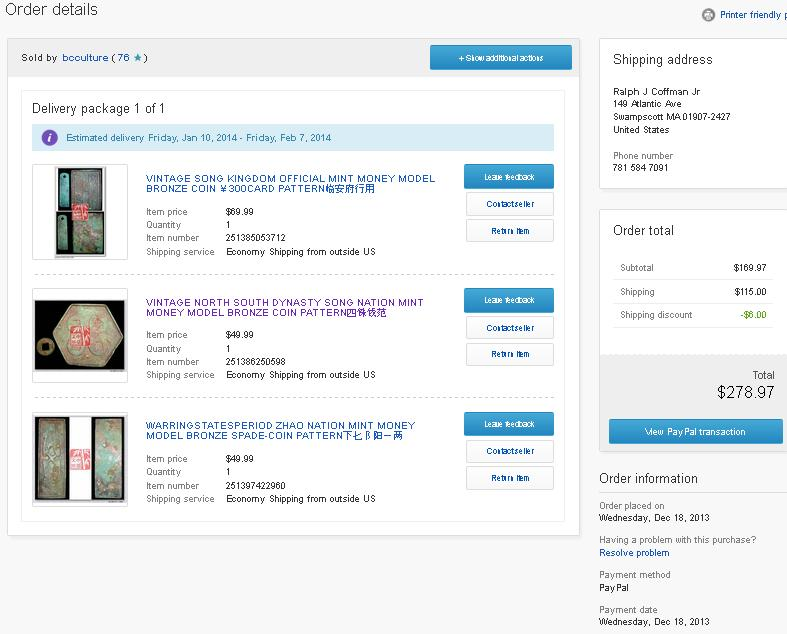 Order details
Printer friendly p
Sold by bcculture ( 76 ★ )
+ Show additional actions
Delivery package 1 of 1
Estimated delivery Friday, Jan 10, 2014 - Friday, Feb 7, 2014
VINTAGE SONG KINGDOM OFFICIAL MINT MONEY MODEL
BRONZE COIN ￥300CARD PATTERN临安府行用
Item price $69.99
Quantity 1
Item number 251385053712
Shipping service Economy Shipping from outside US
Leave feedback
Contact seller
Return item
VINTAGE NORTH SOUTH DYNASTY SONG NATION MINT
MONEY MODEL BRONZE COIN PATTERN四铢钱范
Item price $49.99
Quantity 1
Item number 251386250598
Shipping service Economy Shipping from outside US
Leave feedback
Contact seller
Return item
WARRINGSTATESPERIOD ZHAO NATION MINT MONEY
MODEL BRONZE SPADE-COIN PATTERN下匕阝阳一两
Item price $49.99
Quantity 1
Item number 251397422960
Shipping service Economy Shipping from outside US
Leave feedback
Contact seller
Return item
Shipping address
Ralph J Coffman Jr
149 Atlantic Ave
Swampscott MA 01907-2427
United States
Phone number
781 584 7091
Order total
Subtotal $169.97
Shipping $115.00
Shipping discount -$6.00
Total
$278.97
View PayPal transaction
Order information
Order placed on
Wednesday, Dec 18, 2013
Having a problem with this purchase?
Resolve problem
Payment method
PayPal
Payment date
Wednesday, Dec 18, 2013